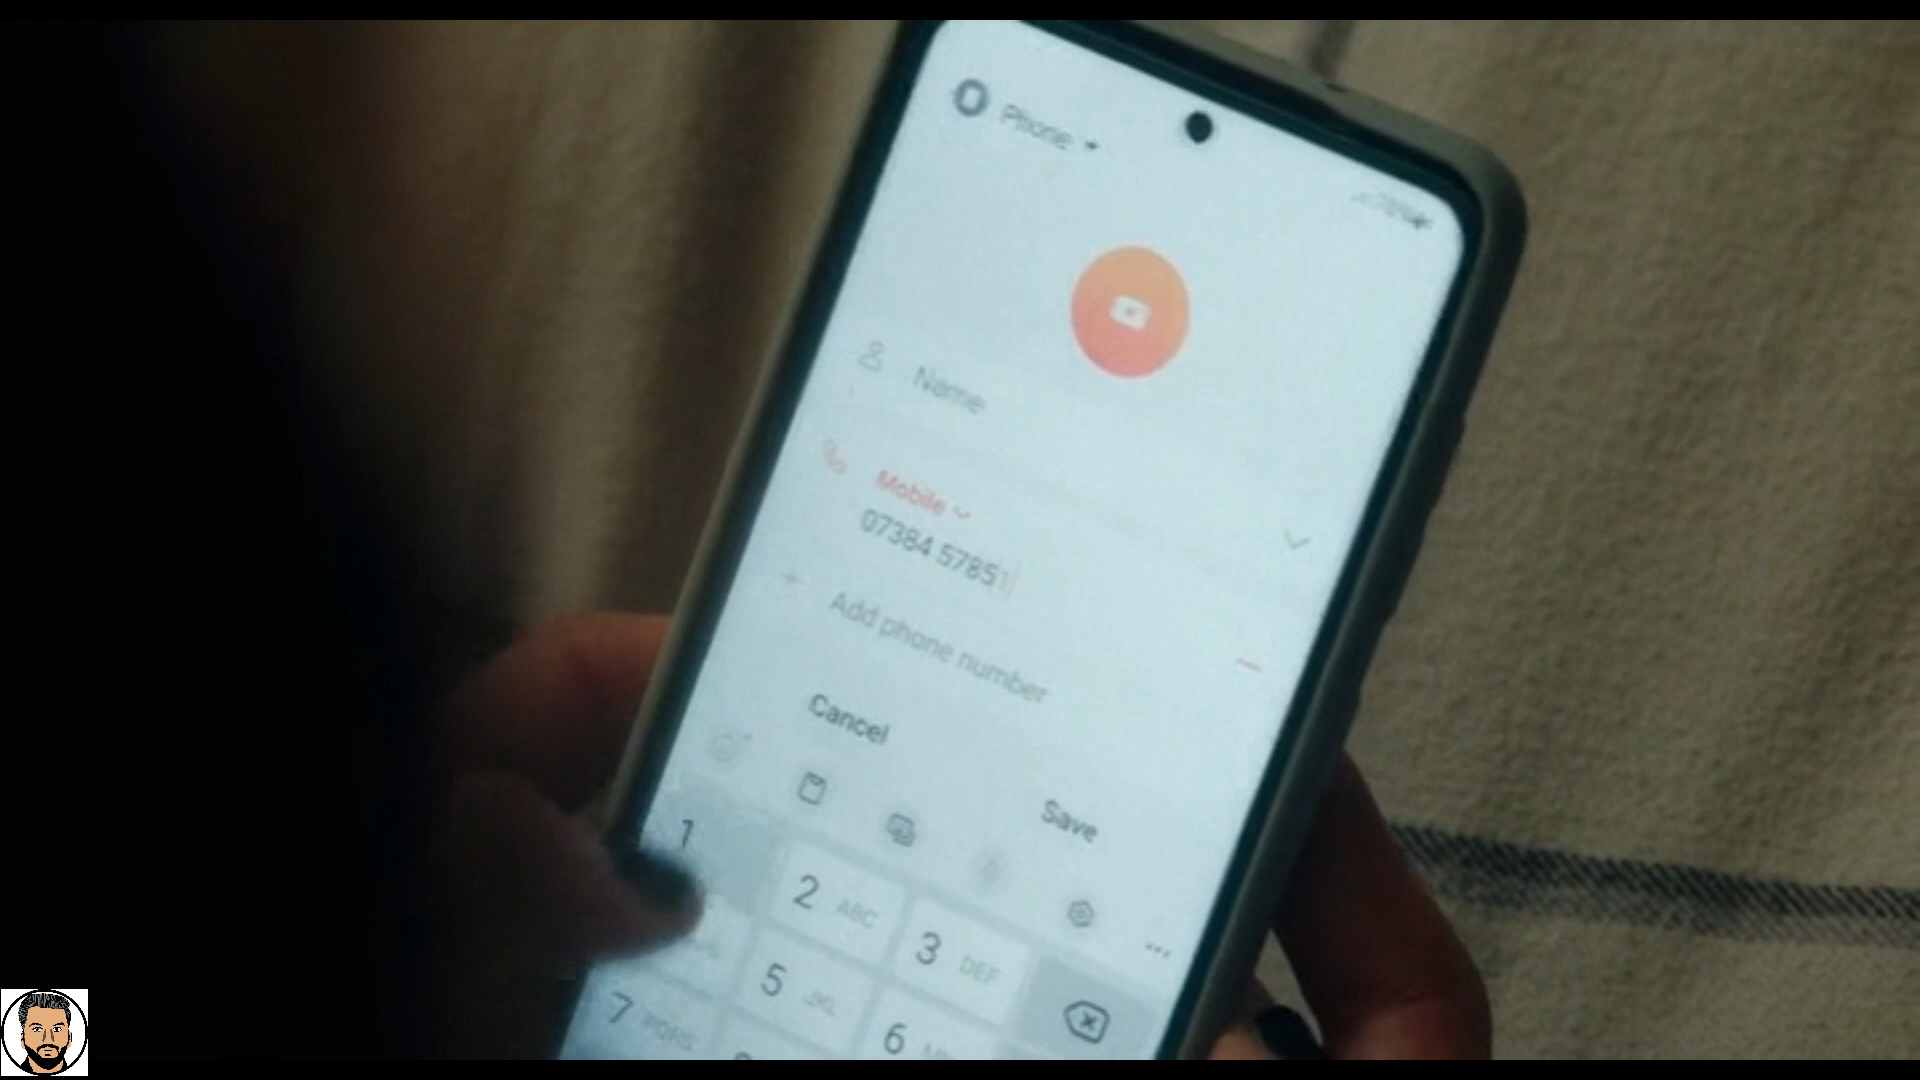 Phone
Name
Mobile
07384 57851
Add phone number
Cancel
Save
1
2 ABC
3 DEF
5 JKL
6
7 PQRS